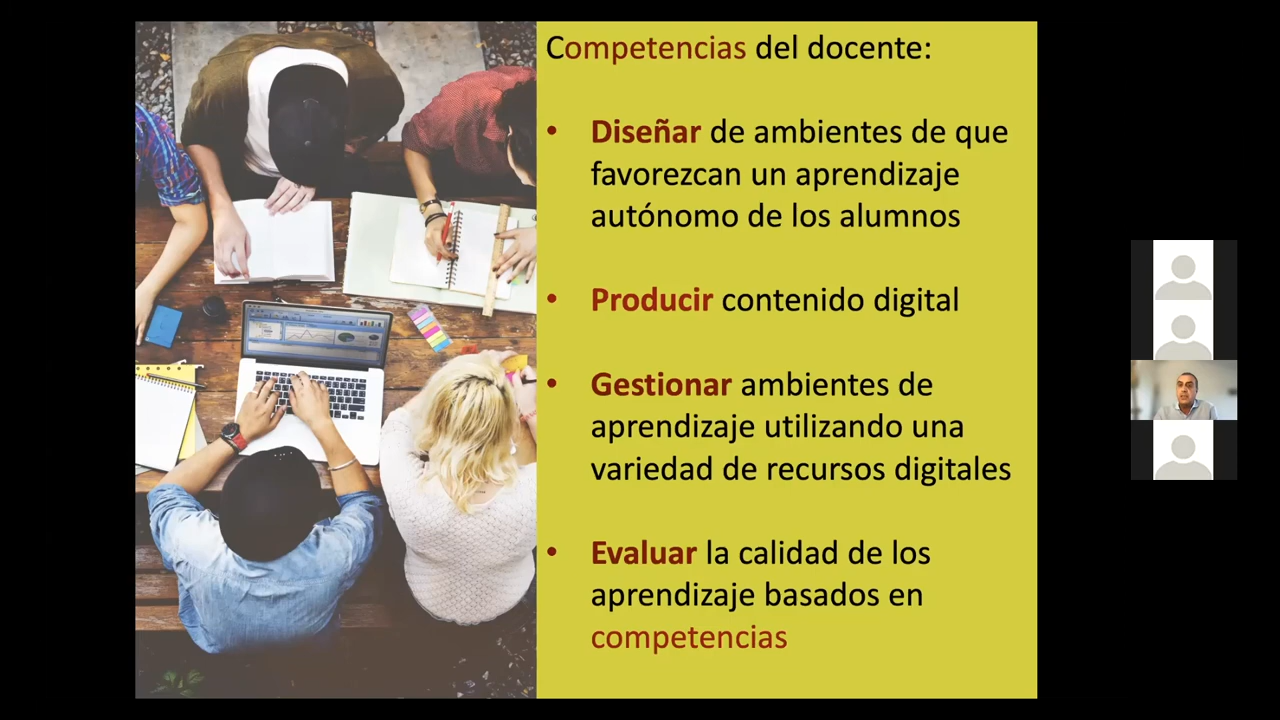 Competencias del docente:
• Diseñar de ambientes de que
favorezcan un aprendizaje
autónomo de los alumnos
• Producir contenido digital
• Gestionar ambientes de
aprendizaje utilizando una
variedad de recursos digitales
• Evaluar la calidad de los
aprendizaje basados en
competencias